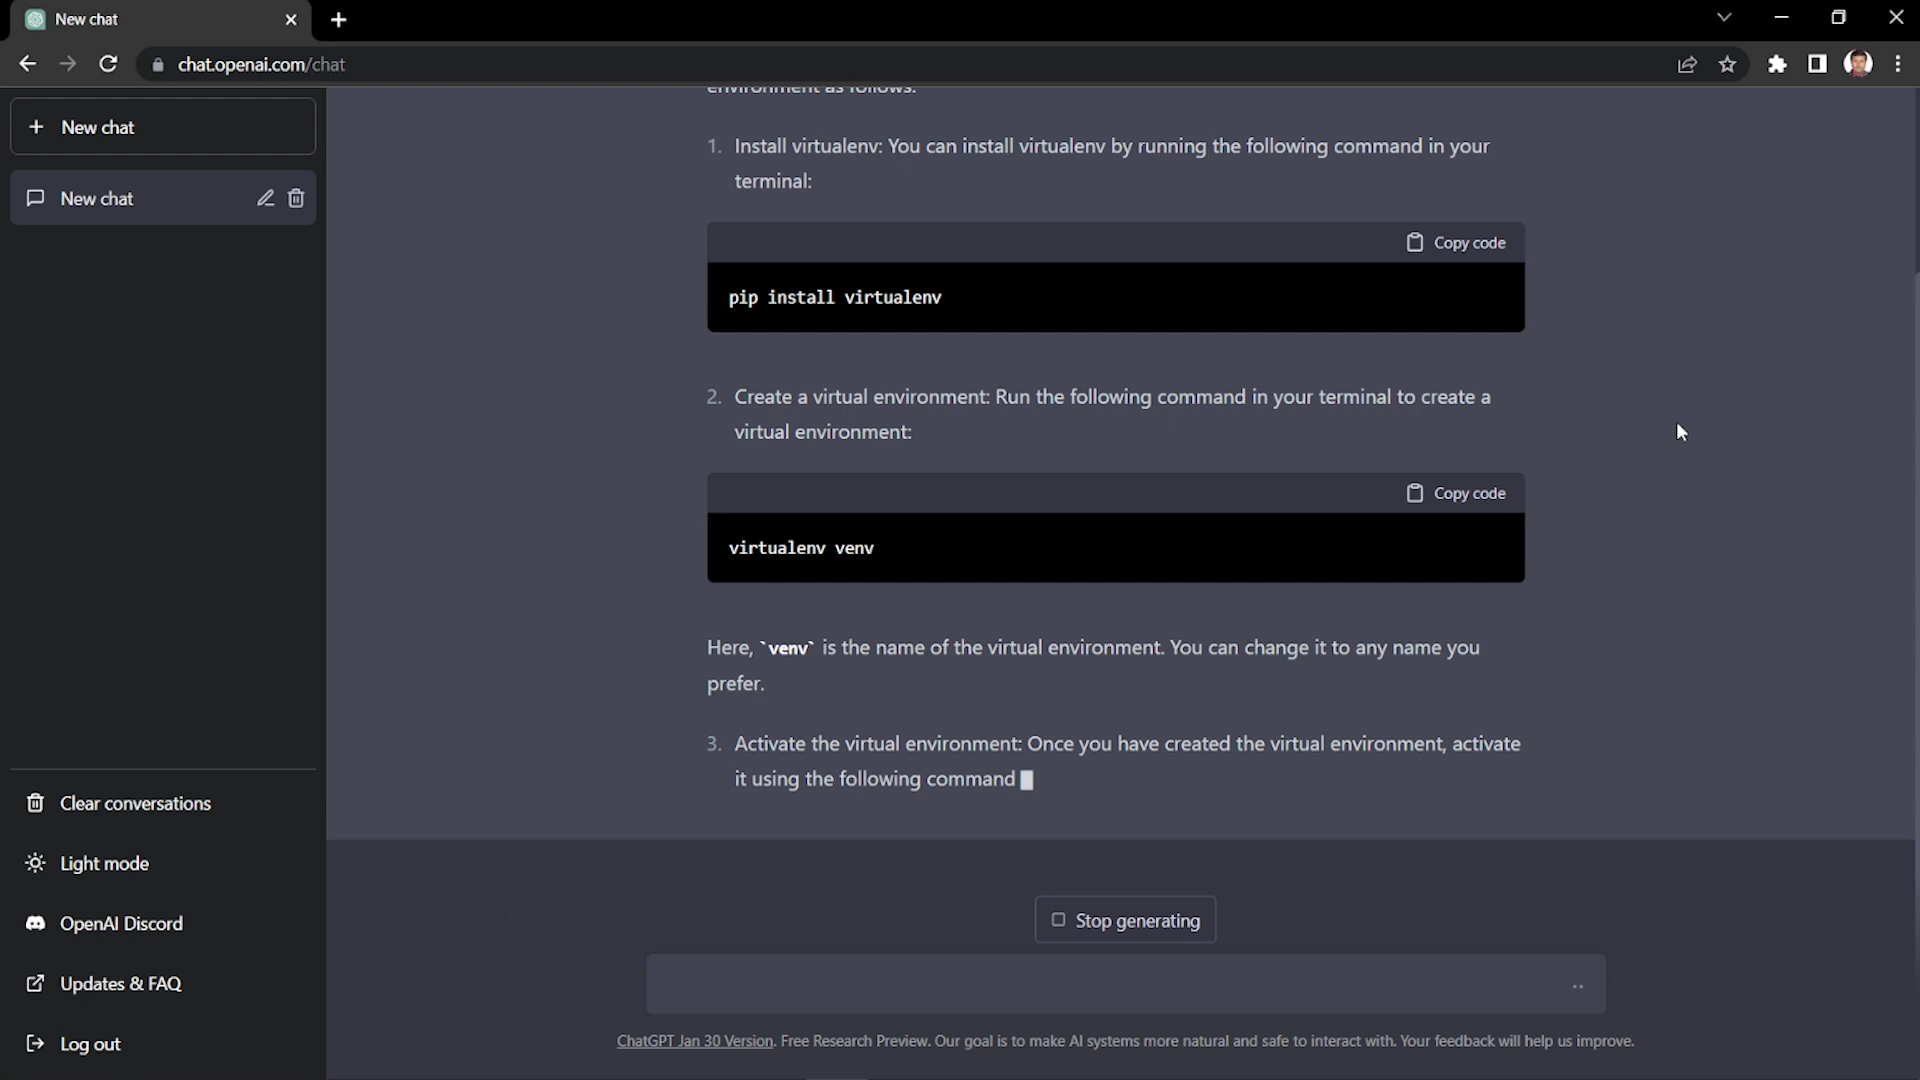 New chat
chat.openai.com/chat
New chat
New chat
Clear conversations
Light mode
OpenAI Discord
Updates & FAQ
Log out
environment as follows:
1. Install virtualenv: You can install virtualenv by running the following command in your
terminal:
Copy code
pip install virtualenv
2. Create a virtual environment: Run the following command in your terminal to create a
virtual environment:
Copy code
virtualenv venv
Here, `venv` is the name of the virtual environment. You can change it to any name you
prefer.
3. Activate the virtual environment: Once you have created the virtual environment, activate
it using the following command
Stop generating
ChatGPT Jan 30 Version. Free Research Preview. Our goal is to make AI systems more natural and safe to interact with. Your feedback will help us improve.